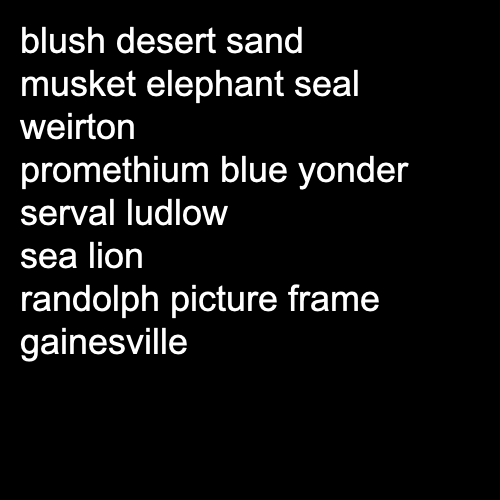 blush desert sand
musket elephant seal
weirton
promethium blue yonder
serval ludlow
sea lion
randolph picture frame
gainesville